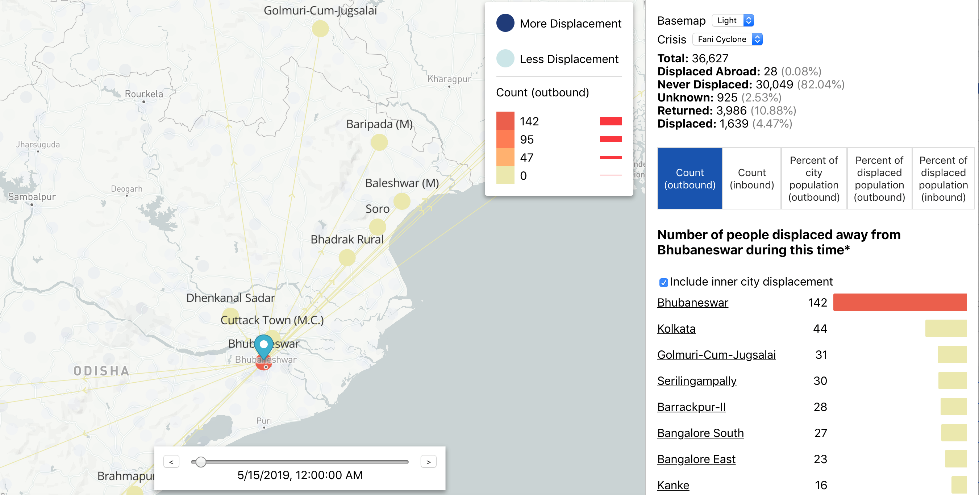 Golmuri-Cum-Jugsalai
Rourkela
Kharagpur
Baripada (M)
Jharsuguda
Baleshwar (M)
Deogarh
Sambalpur
Soro
Bhadrak Rural
Dhenkanal Sadar
Cuttack Town (M.C.)
Bhubaneswar
Bhubaneshwar
ODISHA
Puri
Brahmapur
More Displacement
Less Displacement
Count (outbound)
142
95
47
0
<
>
5/15/2019, 12:00:00 AM
Basemap Light
Crisis Fani Cyclone
Total: 36,627
Displaced Abroad: 28 (0.08%)
Never Displaced: 30,049 (82.04%)
Unknown: 925 (2.53%)
Returned: 3,986 (10.88%)
Displaced: 1,639 (4.47%)
Count
(outbound)
Count
(inbound)
Percent of
city
population
(outbound)
Percent of
displaced
population
(outbound)
Percent of
displaced
population
(inbound)
Number of people displaced away from
Bhubaneswar during this time*
Include inner city displacement
Bhubaneswar 142
Kolkata 44
Golmuri-Cum-Jugsalai 31
Serilingampally 30
Barrackpur-II 28
Bangalore South 27
Bangalore East 23
Kanke 16